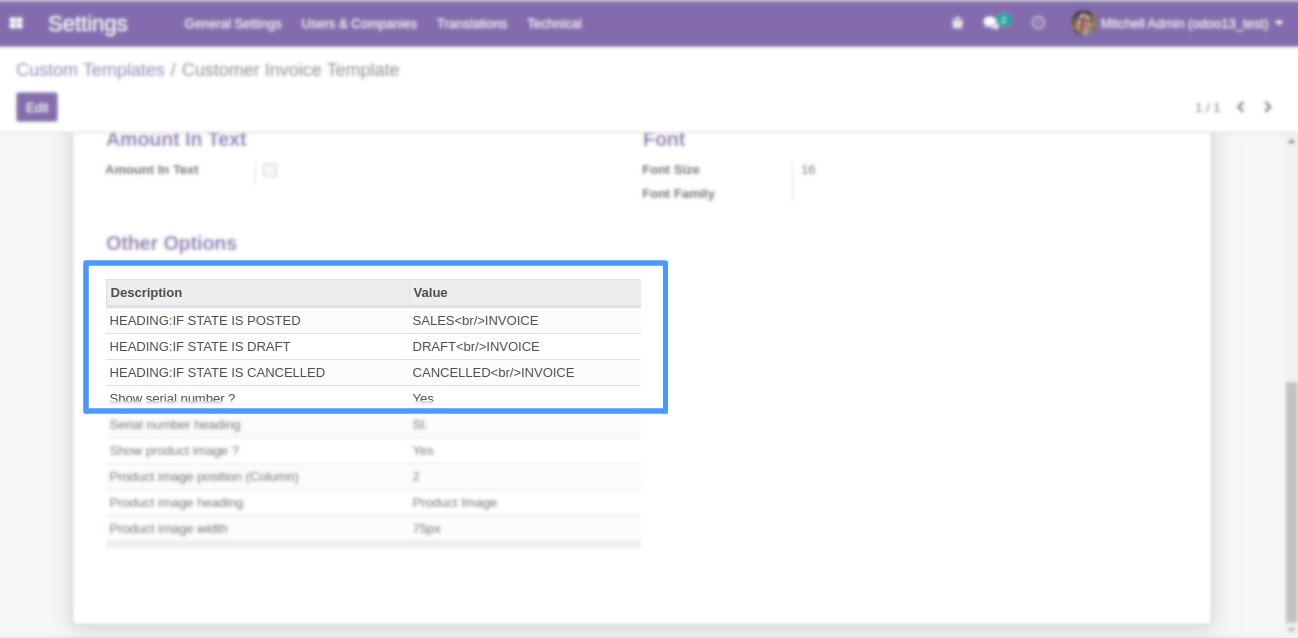 Settings General Settings Users & Companies Translations Technical 2 Mitchell Admin (odoo13_test)
Custom Templates / Customer Invoice Template
Edit 1 / 1
Amount In Text Font
Amount In Text Font Size 16
Font Family
Other Options
Description Value
HEADING:IF STATE IS POSTED SALES<br/>INVOICE
HEADING:IF STATE IS DRAFT DRAFT<br/>INVOICE
HEADING:IF STATE IS CANCELLED CANCELLED<br/>INVOICE
Show serial number ? Yes
Serial number heading Sl.
Show product image ? Yes
Product image position (Column) 2
Product image heading Product Image
Product image width 75px